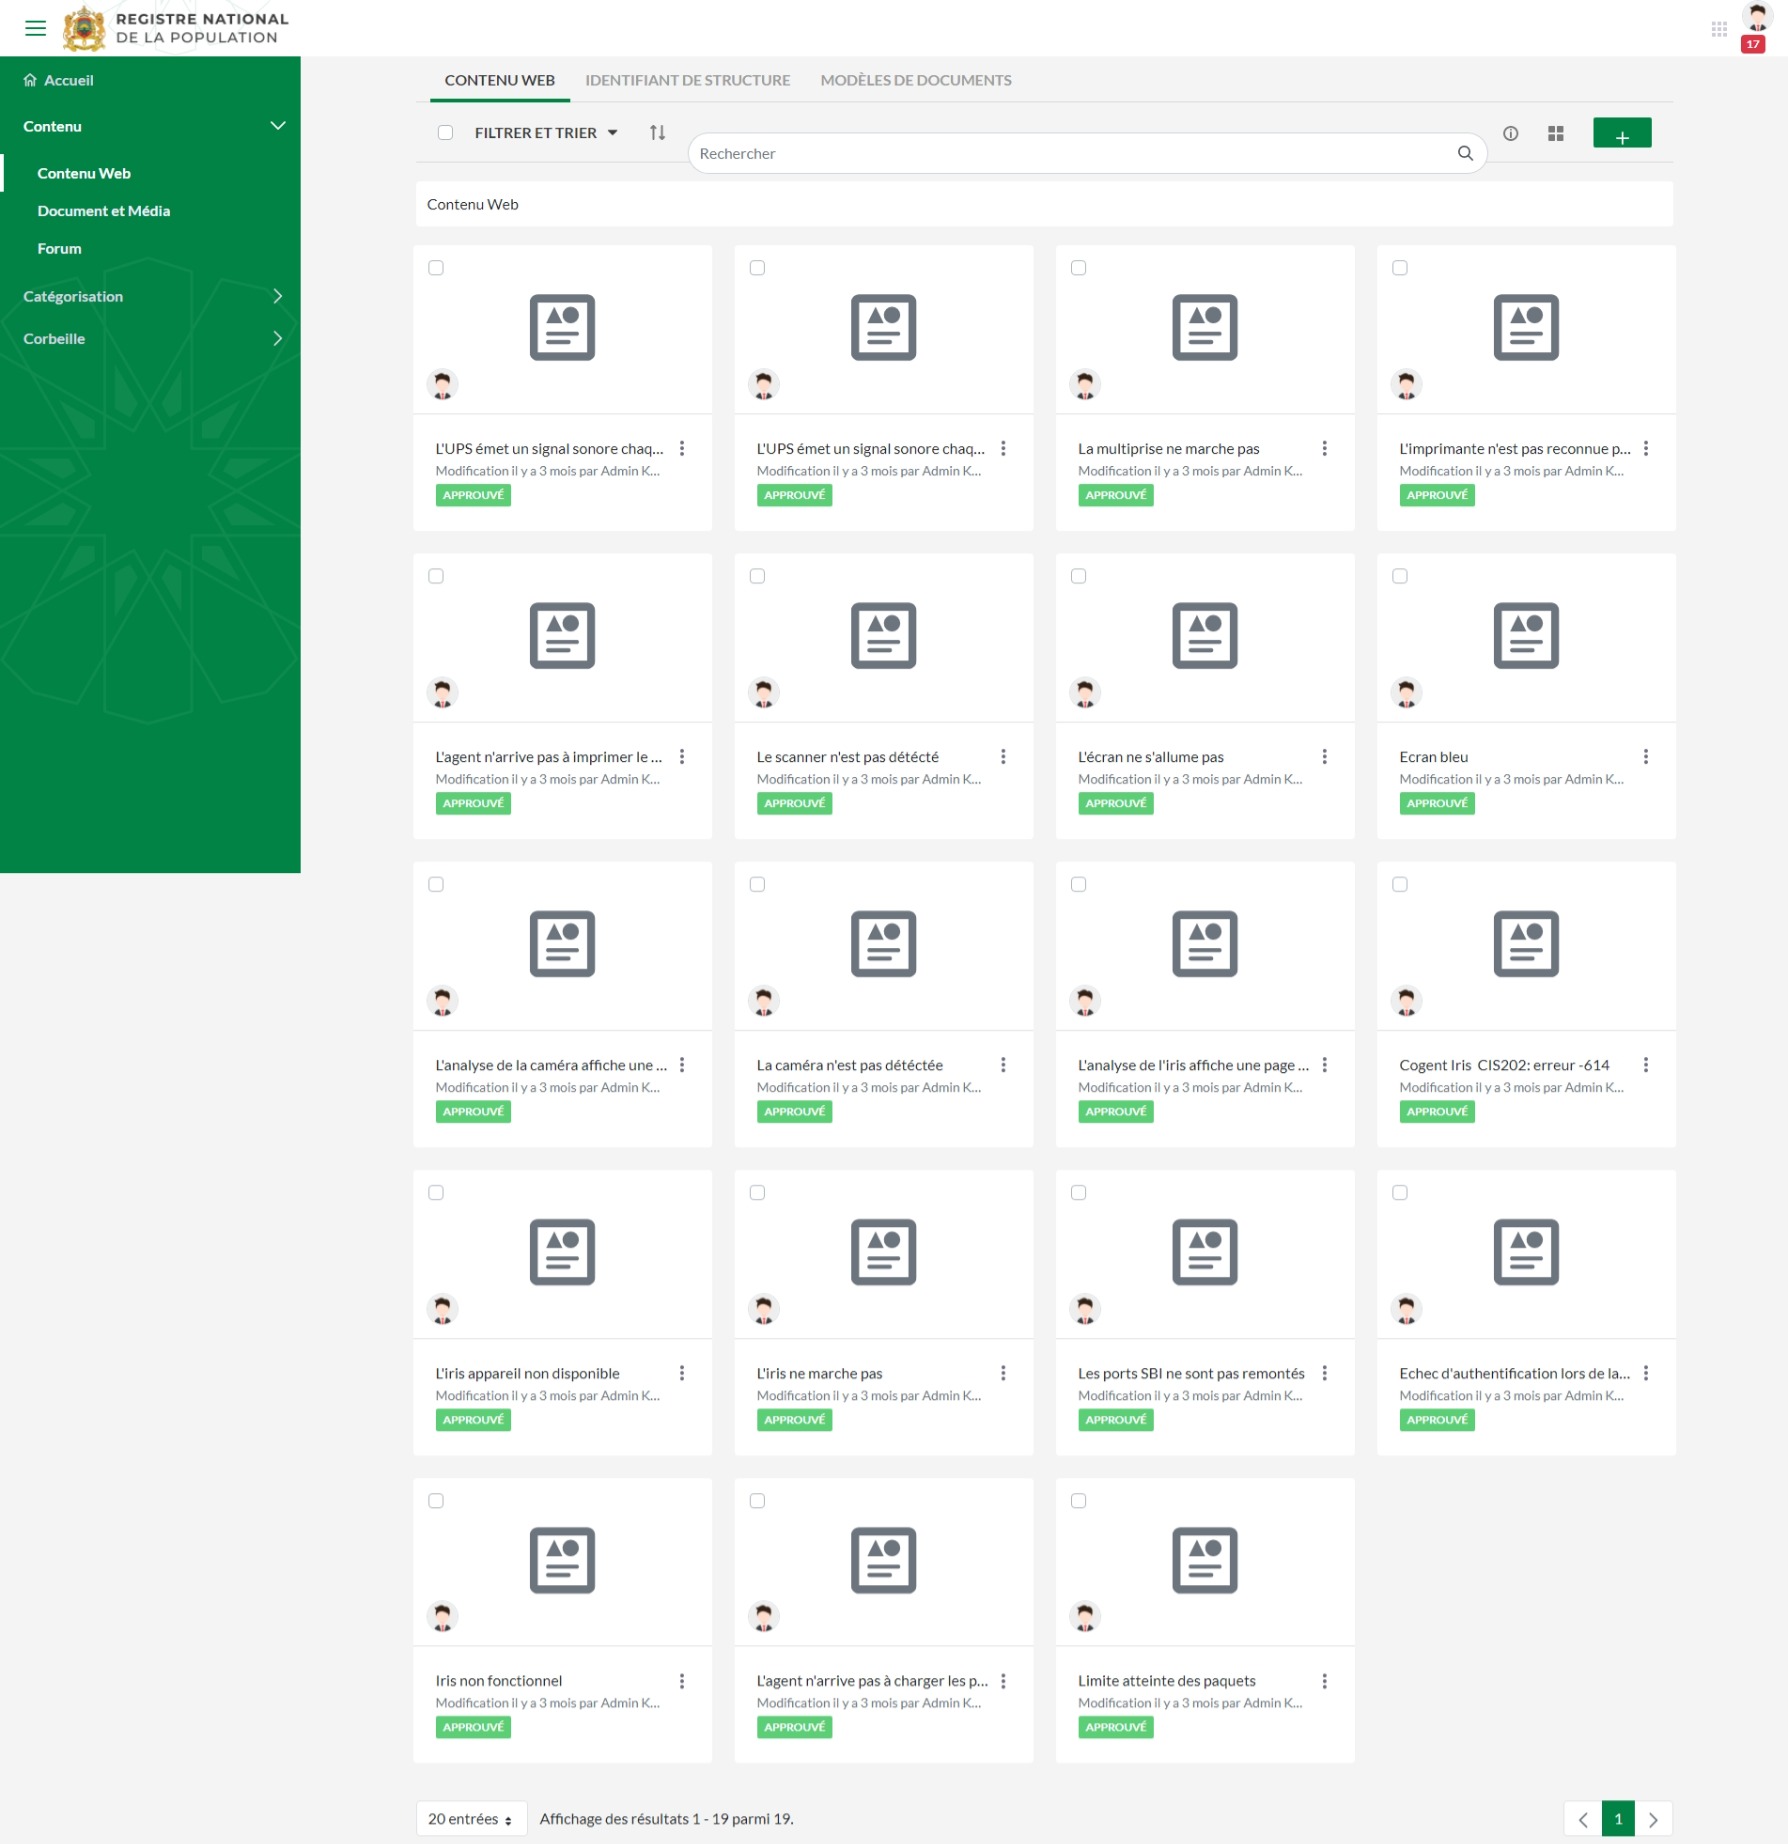 REGISTRE NATIONAL
DE LA POPULATION
17
Accueil
Contenu
Contenu Web
Document et Média
Forum
Catégorisation
Corbeille
CONTENU WEB IDENTIFIANT DE STRUCTURE MODÈLES DE DOCUMENTS
FILTRER ET TRIER
Rechercher
Contenu Web
L'UPS émet un signal sonore chaq...
Modification il y a 3 mois par Admin K...
APPROUVÉ
L'UPS émet un signal sonore chaq...
Modification il y a 3 mois par Admin K...
APPROUVÉ
La multiprise ne marche pas
Modification il y a 3 mois par Admin K...
APPROUVÉ
L'imprimante n'est pas reconnue p...
Modification il y a 3 mois par Admin K...
APPROUVÉ
L'agent n'arrive pas à imprimer le ...
Modification il y a 3 mois par Admin K...
APPROUVÉ
Le scanner n'est pas détécté
Modification il y a 3 mois par Admin K...
APPROUVÉ
L'écran ne s'allume pas
Modification il y a 3 mois par Admin K...
APPROUVÉ
Ecran bleu
Modification il y a 3 mois par Admin K...
APPROUVÉ
L'analyse de la caméra affiche une ...
Modification il y a 3 mois par Admin K...
APPROUVÉ
La caméra n'est pas détéctée
Modification il y a 3 mois par Admin K...
APPROUVÉ
L'analyse de l'iris affiche une page ...
Modification il y a 3 mois par Admin K...
APPROUVÉ
Cogent Iris CIS202: erreur -614
Modification il y a 3 mois par Admin K...
APPROUVÉ
L'iris appareil non disponible
Modification il y a 3 mois par Admin K...
APPROUVÉ
L'iris ne marche pas
Modification il y a 3 mois par Admin K...
APPROUVÉ
Les ports SBI ne sont pas remontés
Modification il y a 3 mois par Admin K...
APPROUVÉ
Echec d'authentification lors de la...
Modification il y a 3 mois par Admin K...
APPROUVÉ
Iris non fonctionnel
Modification il y a 3 mois par Admin K...
APPROUVÉ
L'agent n'arrive pas à charger les p...
Modification il y a 3 mois par Admin K...
APPROUVÉ
Limite atteinte des paquets
Modification il y a 3 mois par Admin K...
APPROUVÉ
20 entrées Affichage des résultats 1 - 19 parmi 19.
1